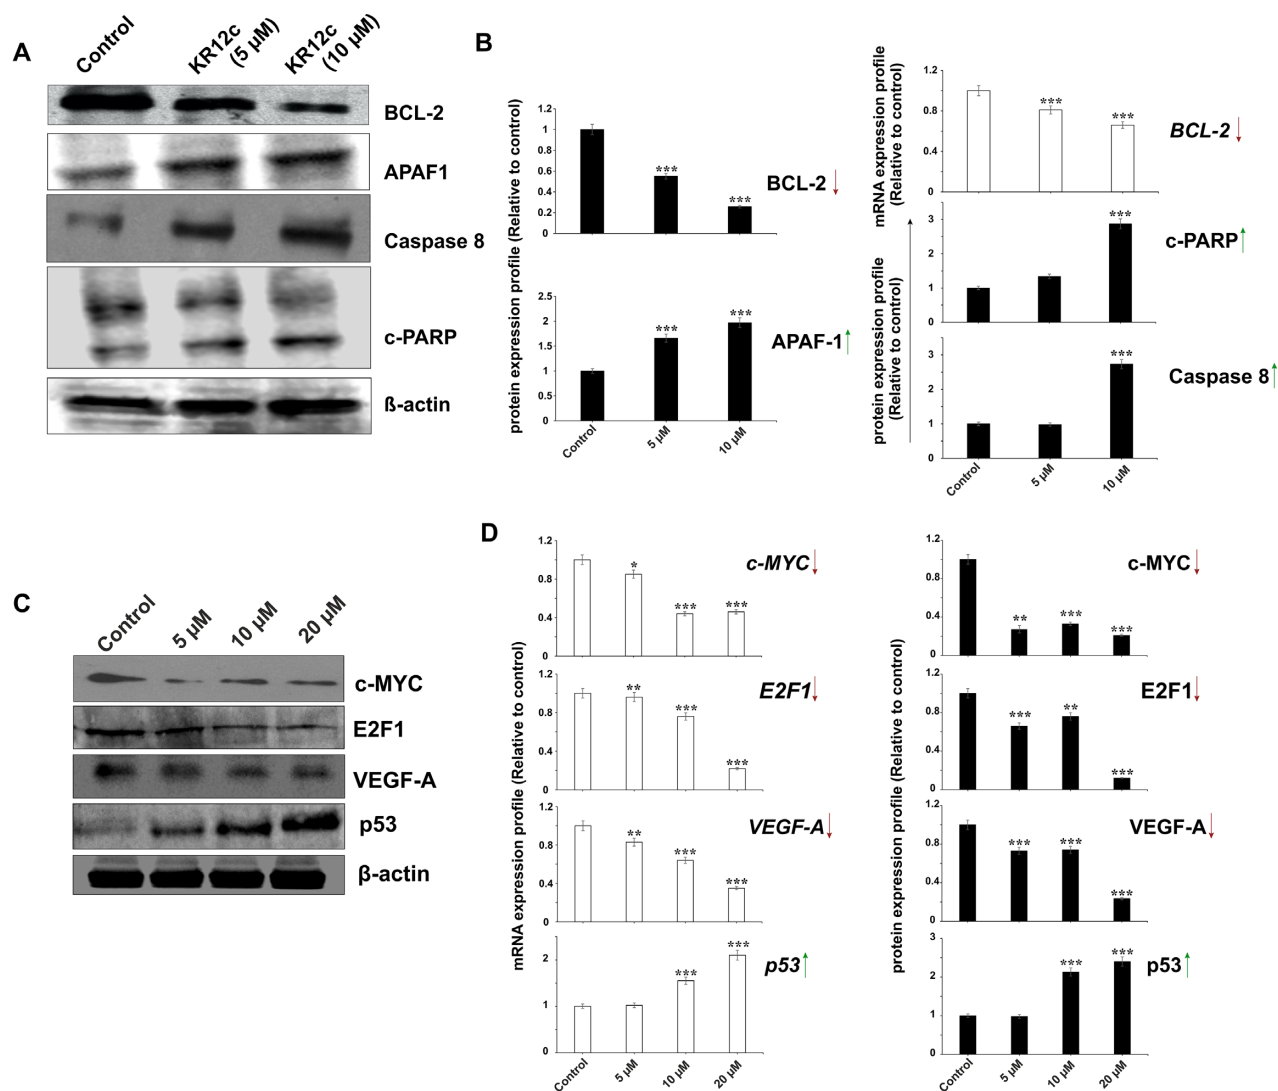 A
Control
KR12c
(5 µM)
KR12c
(10 µM)
BCL-2
APAF1
Caspase 8
c-PARP
ß-actin
B
protein expression profile (Relative to control)
1.2
1
0.8
0.6
0.4
0.2
0
***
***
BCL-2
2.5
2
1.5
1
0.5
0
***
***
APAF-1
Control
5 µM
10 µM
mRNA expression profile
(Relative to control)
1.2
0.8
0.4
0
***
***
BCL-2
protein expression profile
(Relative to control)
3
2
1
0
***
c-PARP
3
2
1
0
***
Caspase 8
Control
5 µM
10 µM
C
Control
5 µM
10 µM
20 µM
c-MYC
E2F1
VEGF-A
p53
β-actin
D
mRNA expression profile (Relative to control)
1.2
0.8
0.4
0
*
***
***
c-MYC
1.2
0.8
0.4
0
**
***
***
E2F1
1.2
0.8
0.4
0
**
***
***
VEGF-A
2
1
0
***
***
p53
Control
5 µM
10 µM
20 µM
protein expression profile (Relative to control)
1.2
0.8
0.4
0
**
***
***
c-MYC
1.2
0.8
0.4
0
***
**
***
E2F1
1.2
0.8
0.4
0
***
***
***
VEGF-A
3
2
1
0
***
***
p53
Control
5 µM
10 µM
20 µM